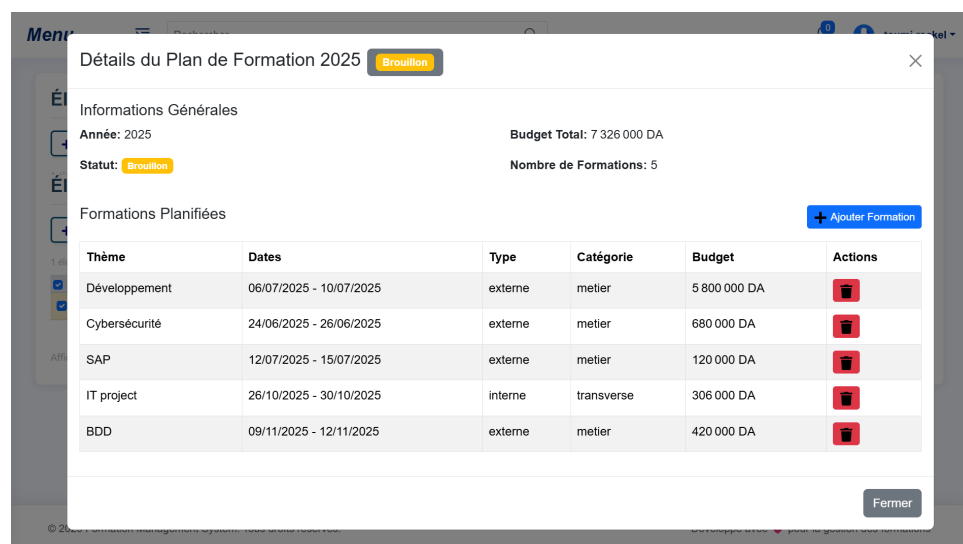 Menu
Détails du Plan de Formation 2025 Brouillon
Informations Générales
Année: 2025 Budget Total: 7 326 000 DA
Statut: Brouillon Nombre de Formations: 5
Formations Planifiées Ajouter Formation
Thème Dates Type Catégorie Budget Actions
Développement 06/07/2025 - 10/07/2025 externe metier 5 800 000 DA
Cybersécurité 24/06/2025 - 26/06/2025 externe metier 680 000 DA
SAP 12/07/2025 - 15/07/2025 externe metier 120 000 DA
IT project 26/10/2025 - 30/10/2025 interne transverse 306 000 DA
BDD 09/11/2025 - 12/11/2025 externe metier 420 000 DA
Fermer